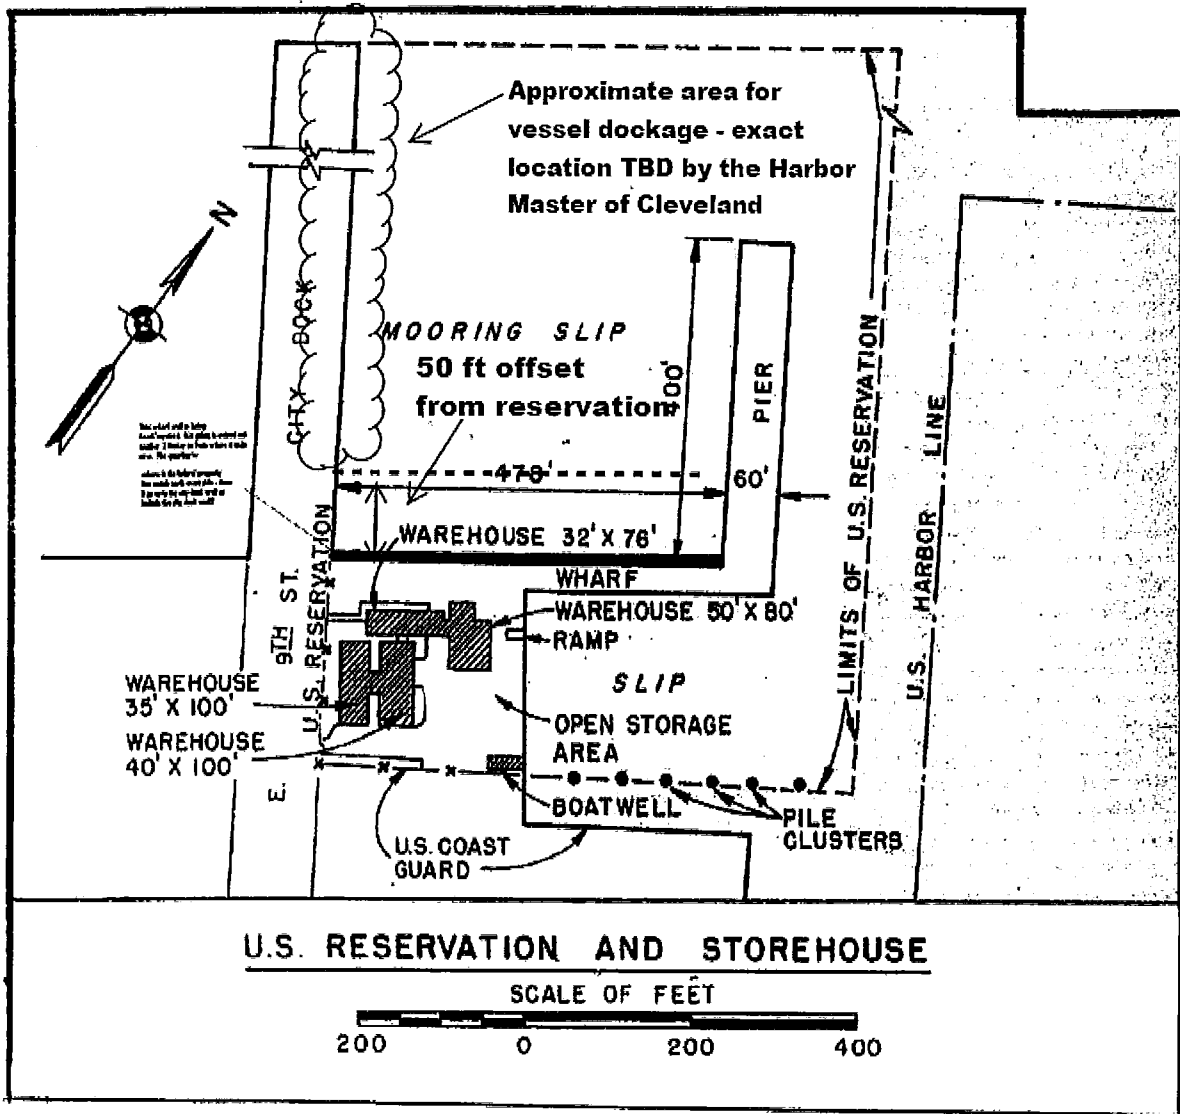 Approximate area for
vessel dockage - exact
location TBD by the Harbor
Master of Cleveland
N
CITY DOCK
MOORING SLIP
50 ft offset
from reservation
400'
PIER
478'
60'
LIMITS OF U.S. RESERVATION
U.S. HARBOR LINE
WAREHOUSE 32' X 76'
WHARF
WAREHOUSE 50' X 80'
RAMP
E. 9TH ST.
U.S. RESERVATION
SLIP
WAREHOUSE
35' X 100'
WAREHOUSE
40' X 100'
OPEN STORAGE
AREA
BOATWELL
PILE
CLUSTERS
U.S. COAST
GUARD
U.S. RESERVATION AND STOREHOUSE
SCALE OF FEET
200 0 200 400